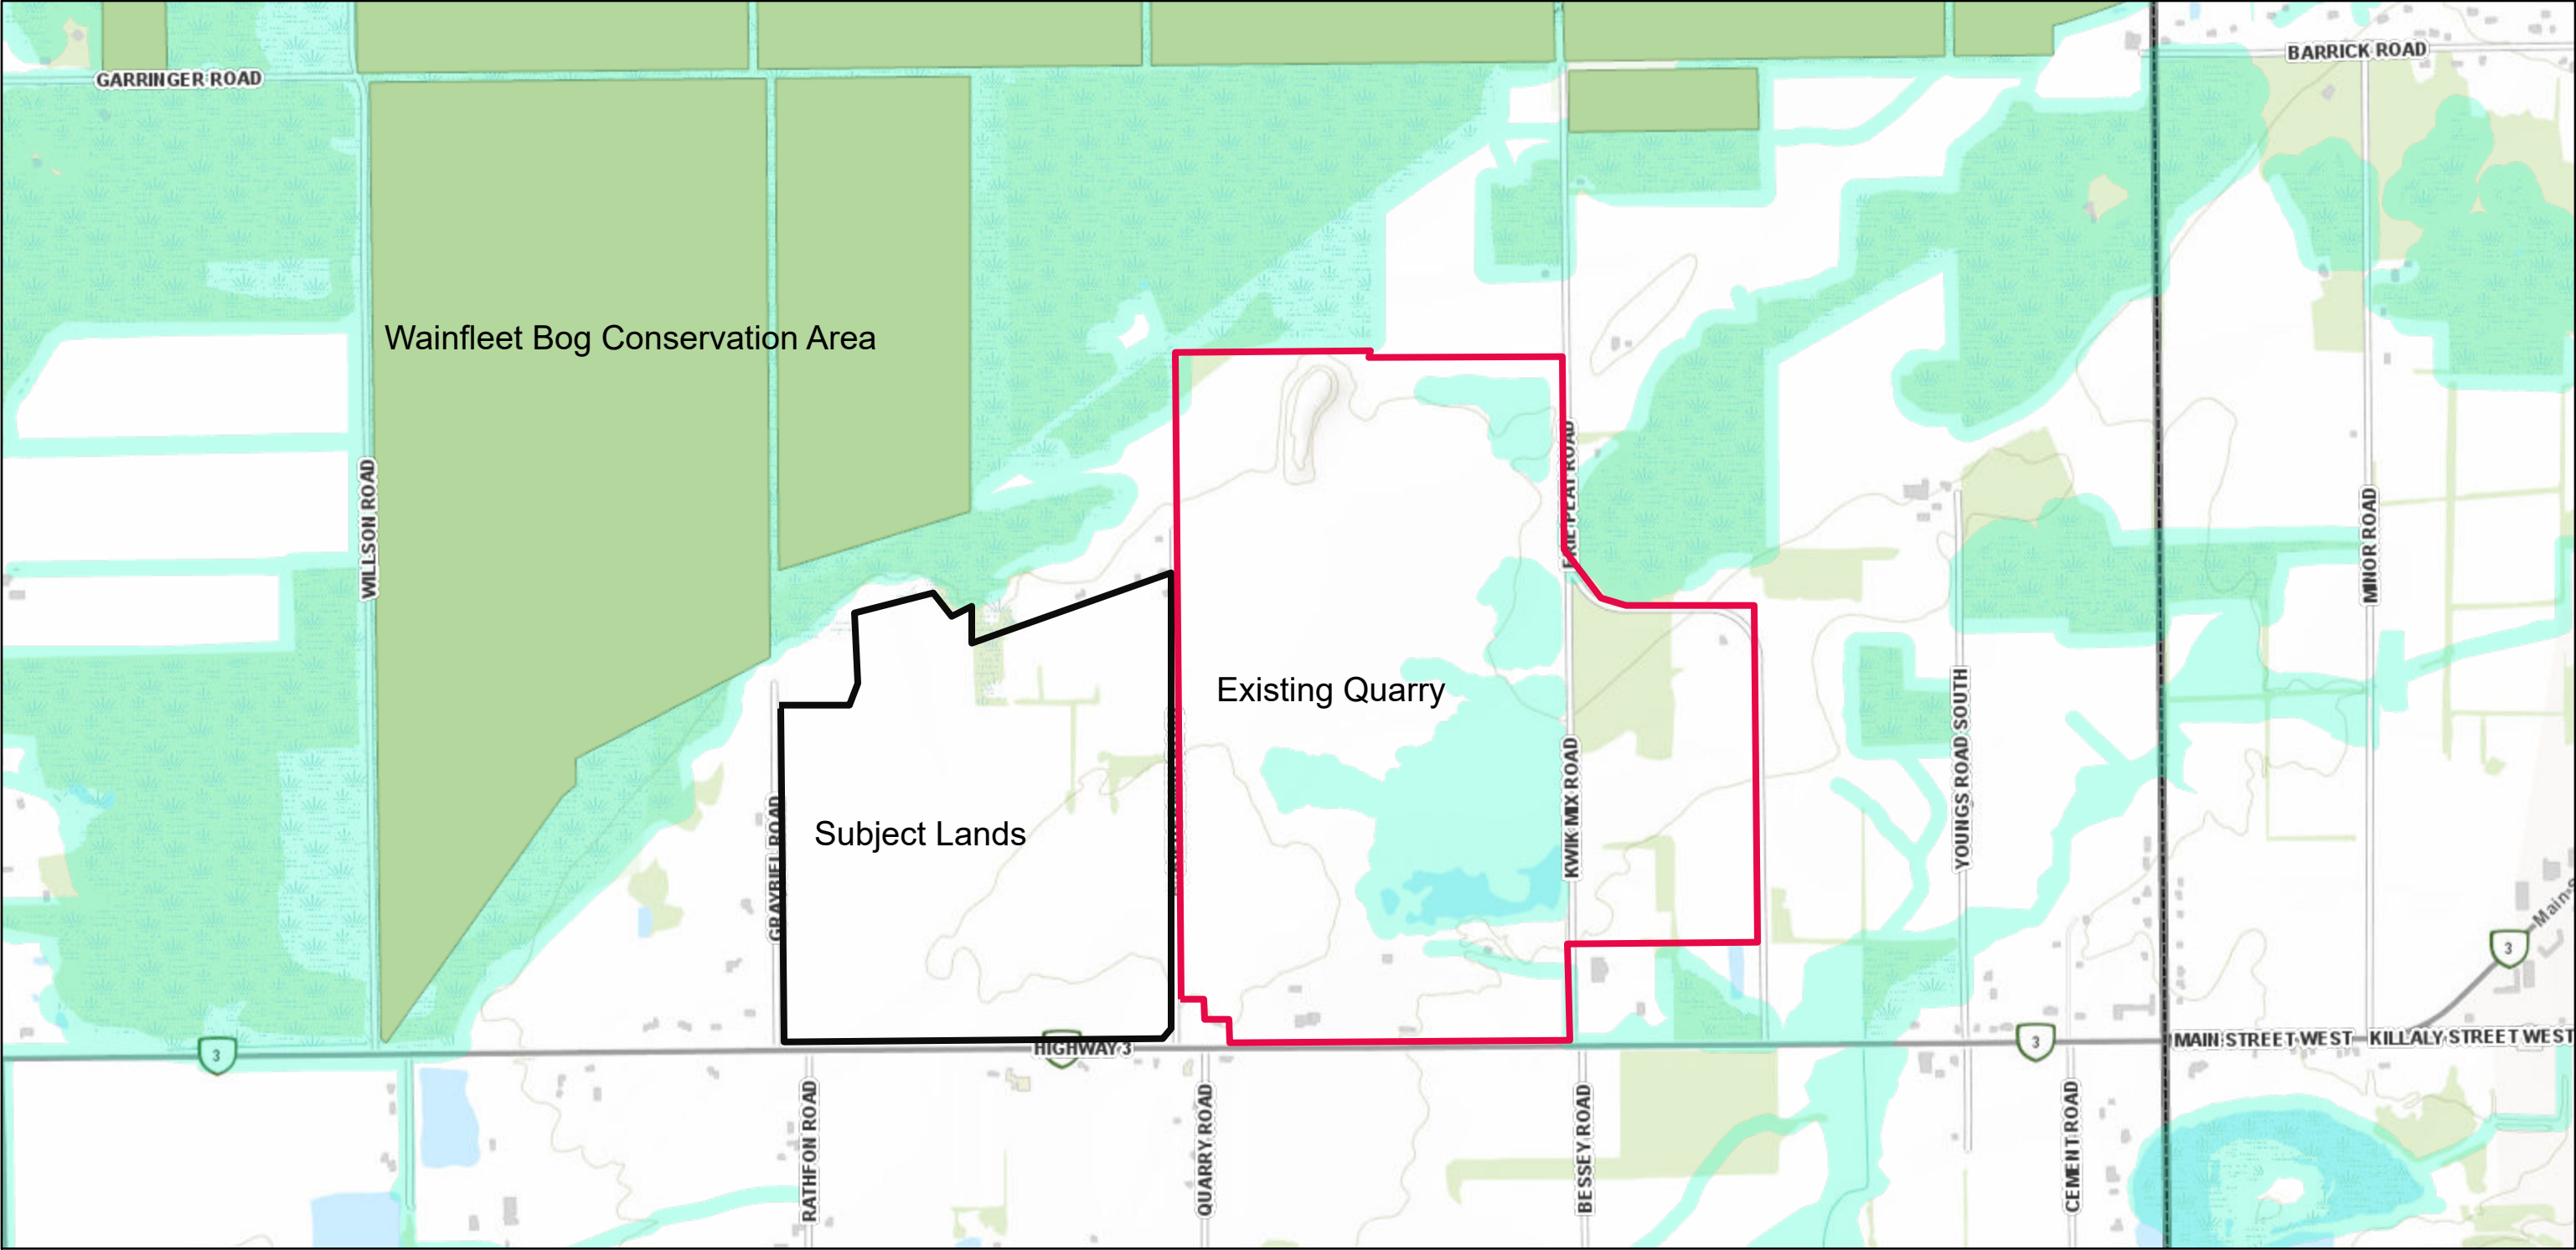 BARRICK ROAD
GARRINGER ROAD
Wainfleet Bog Conservation Area
WILLSON ROAD
MINOR ROAD
Existing Quarry
YOUNGS ROAD SOUTH
KWIK MIX ROAD
Subject Lands
GRAYBIEL ROAD
Main S
3
3
3
HIGHWAY 3
MAIN STREET WEST
KILLALY STREET WEST
RATHFON ROAD
QUARRY ROAD
BESSEY ROAD
CEMENT ROAD